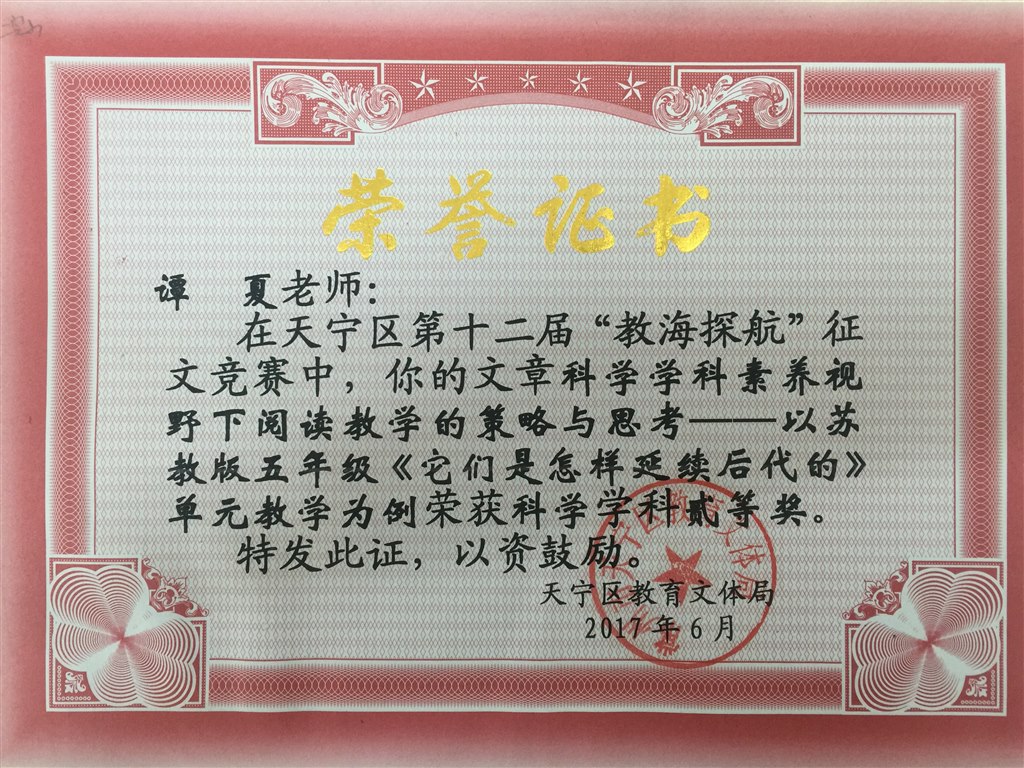 荣誉证书
谭 夏老师：
在天宁区第十二届“教海探航”征
文竞赛中，你的文章科学学科素养视
野下阅读教学的策略与思考——以苏
教版五年级《它们是怎样延续后代的》
单元教学为例荣获科学学科贰等奖。
特发此证，以资鼓励。
天宁区教育文体局
2017年6月